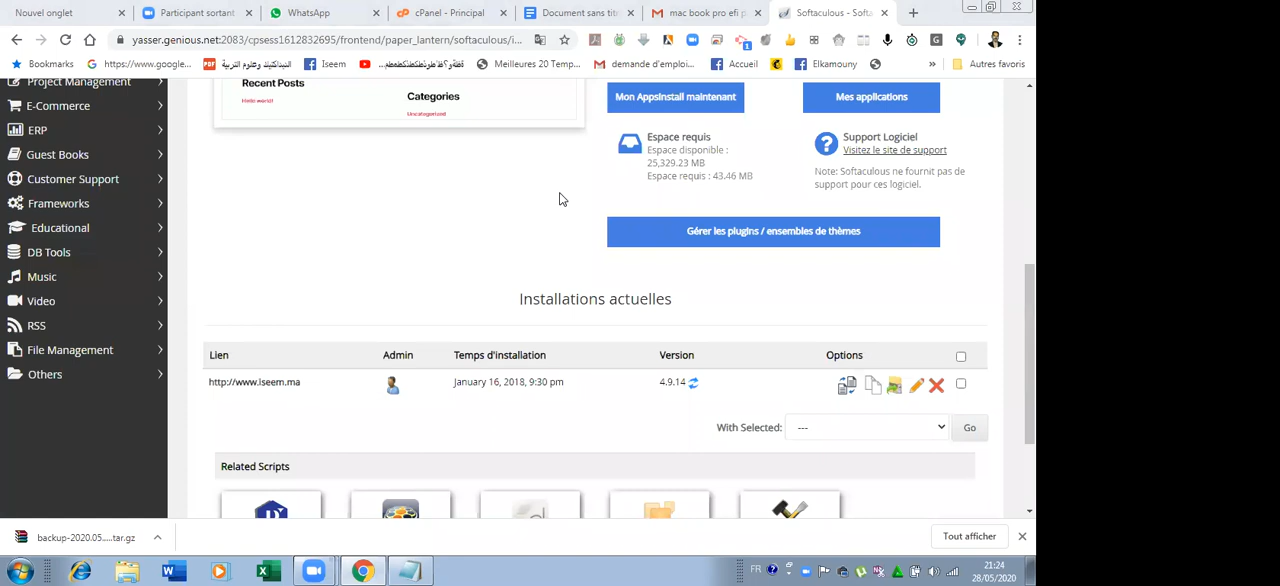 Nouvel onglet
Participant sortant
WhatsApp
cPanel - Principal
Document sans titre
mac book pro efi p
Softaculous - Softa
yasser.genious.net:2083/cpsess1612832695/frontend/paper_lantern/softaculous/i...
Bookmarks
https://www.google...
البيداكتيك وعلوم التربية
Iseem
Meilleures 20 Temp...
demande d'emploi...
Accueil
Elkamouny
»
Autres favoris
Project Management
E-Commerce
ERP
Guest Books
Customer Support
Frameworks
Educational
DB Tools
Music
Video
RSS
File Management
Others
Recent Posts
Hello world!
Categories
Uncategorized
Mon AppsInstall maintenant
Mes applications
Espace requis
Espace disponible :
25,329.23 MB
Espace requis : 43.46 MB
Support Logiciel
Visitez le site de support
Note: Softaculous ne fournit pas de
support pour ces logiciel.
Gérer les plugins / ensembles de thèmes
Installations actuelles
Lien Admin Temps d'installation Version Options
http://www.iseem.ma January 16, 2018, 9:30 pm 4.9.14
With Selected: --- Go
Related Scripts
backup-2020.05.....tar.gz
Tout afficher
FR
21:24
28/05/2020